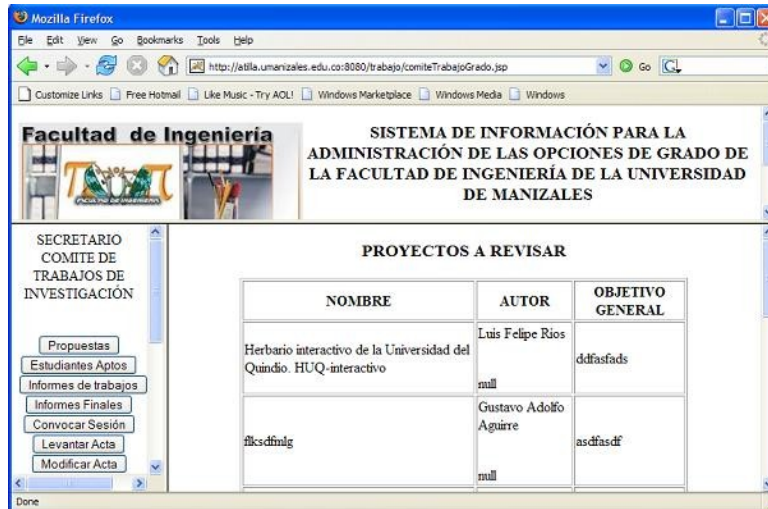 Mozilla Firefox
File Edit View Go Bookmarks Tools Help
http://atilla.umanizales.edu.co:8080/trabajo/comiteTrabajoGrado.jsp Go
Customize Links Free Hotmail Like Music - Try AOL! Windows Marketplace Windows Media Windows
Facultad de Ingeniería
FACULTAD DE INGENIERIA
SISTEMA DE INFORMACIÓN PARA LA
ADMINISTRACIÓN DE LAS OPCIONES DE GRADO DE
LA FACULTAD DE INGENIERÍA DE LA UNIVERSIDAD
DE MANIZALES
SECRETARIO
COMITE DE
TRABAJOS DE
INVESTIGACIÓN
Propuestas
Estudiantes Aptos
Informes de trabajos
Informes Finales
Convocar Sesión
Levantar Acta
Modificar Acta
PROYECTOS A REVISAR
NOMBRE AUTOR OBJETIVO
GENERAL
Herbario interactivo de la Universidad del
Quindio. HUQ-interactivo
Luis Felipe Rios
null
ddfasfads
flksdfmlg
Gustavo Adolfo
Aguirre
null
asdfasdf
Done